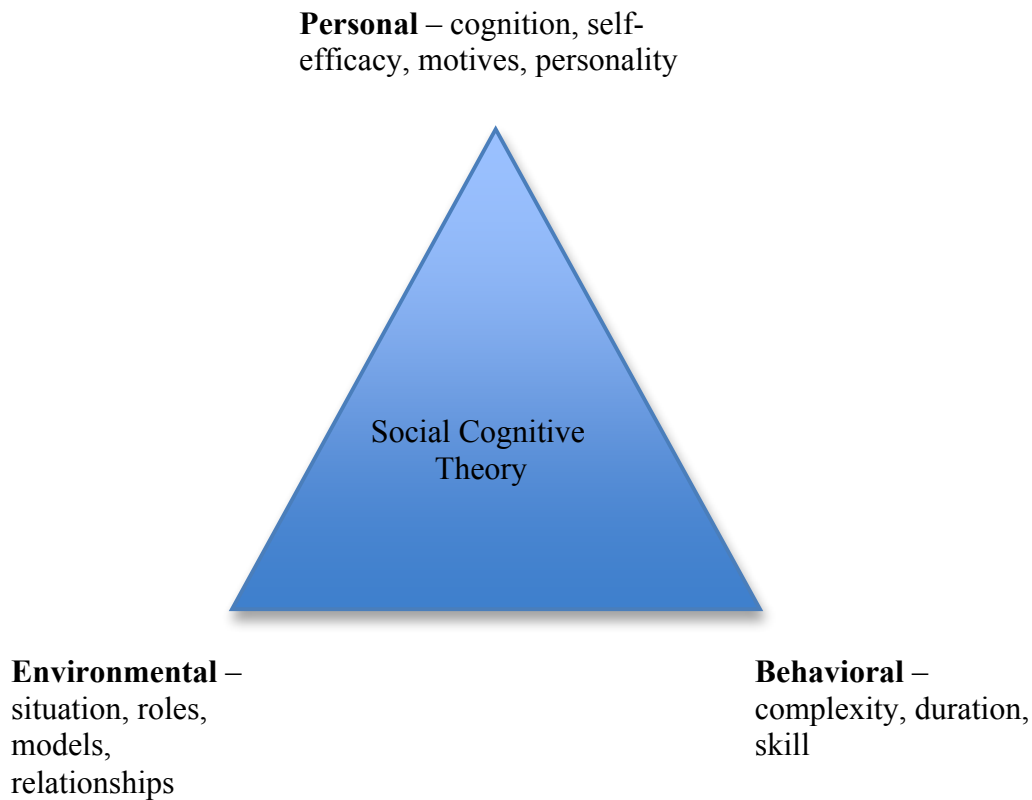 Personal – cognition, self-
efficacy, motives, personality
Social Cognitive
Theory
Environmental –
situation, roles,
models,
relationships
Behavioral –
complexity, duration,
skill